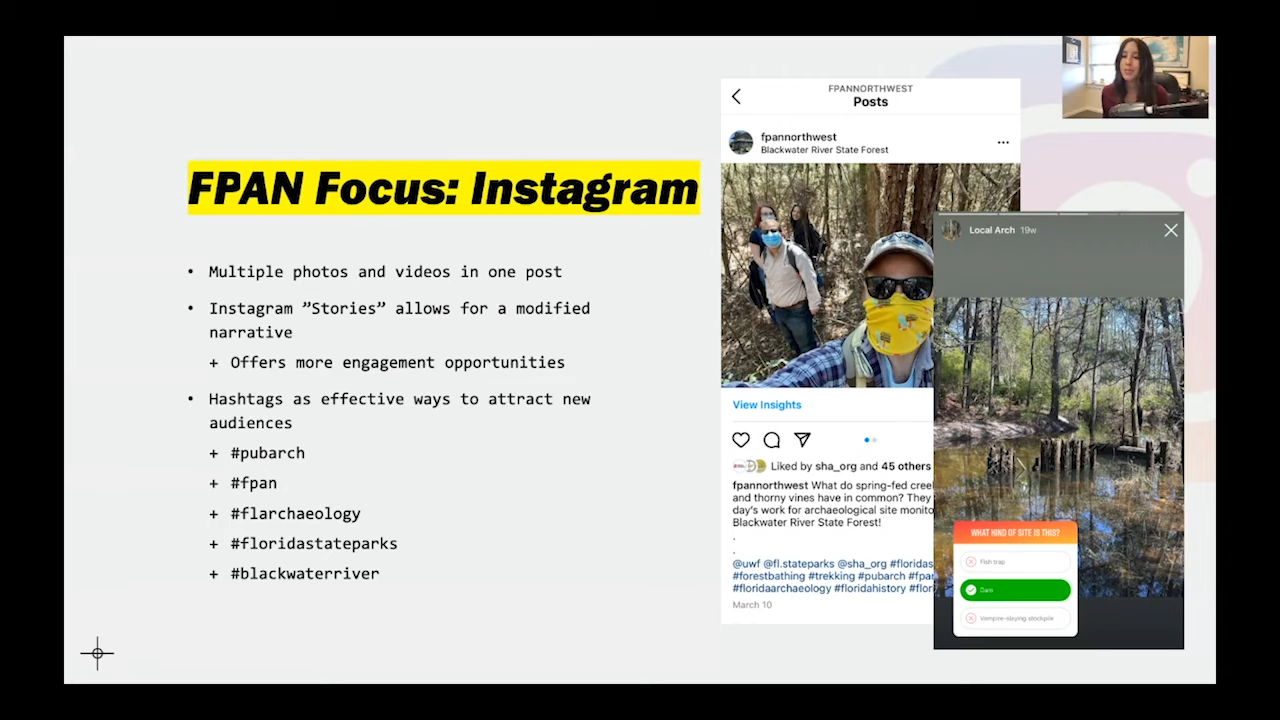 FPAN Focus: Instagram
• Multiple photos and videos in one post
• Instagram ”Stories” allows for a modified
narrative
+ Offers more engagement opportunities
• Hashtags as effective ways to attract new
audiences
+ #pubarch
+ #fpan
+ #flarchaeology
+ #floridastateparks
+ #blackwaterriver
FPANNORTHWEST
Posts
fpannorthwest
Blackwater River State Forest
View Insights
Liked by sha_org and 45 others
fpannorthwest What do spring-fed cree
and thorny vines have in common? They
day’s work for archaeological site monito
Blackwater River State Forest!
.
.
@uwf @fl.stateparks @sha_org #floridas
#forestbathing #trekking #pubarch #fpa
#floridaarchaeology #floridahistory #flor
March 10
Local Arch 19w
WHAT KIND OF SITE IS THIS?
Fish trap
Dam
Vampire-slaying stockpile